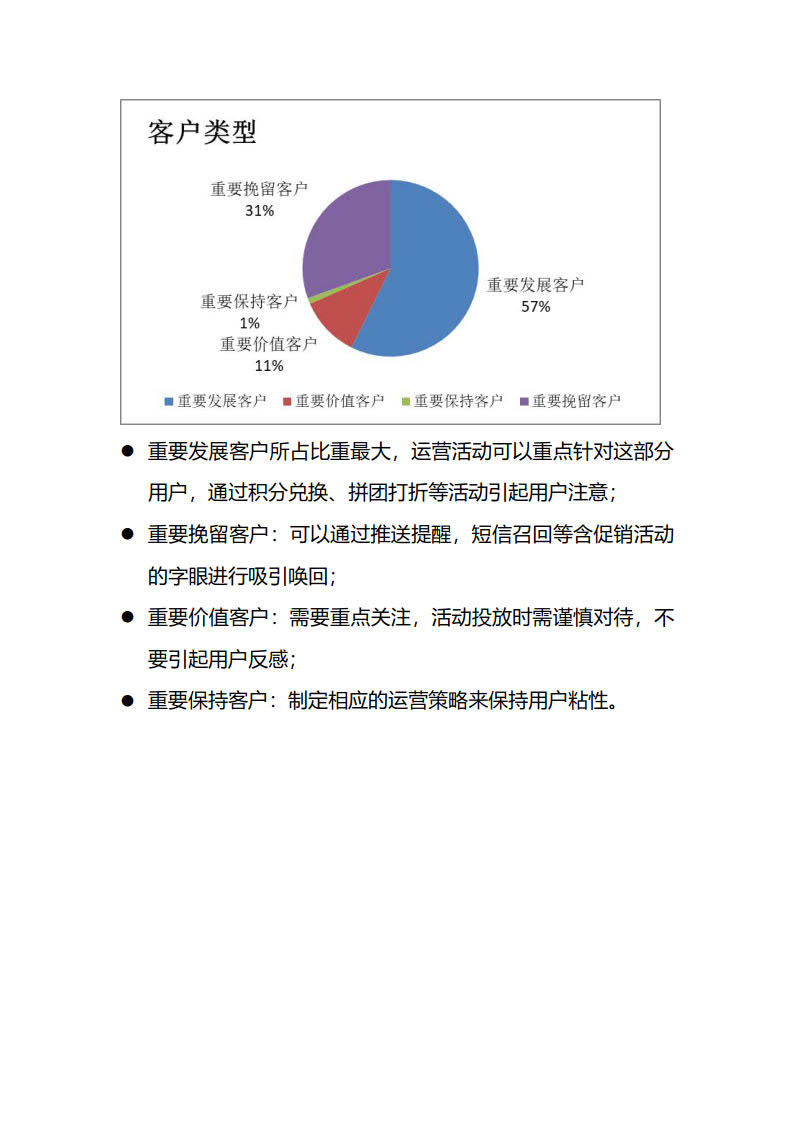 客户类型
重要挽留客户
31%
重要发展客户
57%
重要保持客户
1%
重要价值客户
11%
重要发展客户 重要价值客户 重要保持客户 重要挽留客户
● 重要发展客户所占比重最大，运营活动可以重点针对这部分
用户，通过积分兑换、拼团打折等活动引起用户注意；
● 重要挽留客户：可以通过推送提醒，短信召回等含促销活动
的字眼进行吸引唤回；
● 重要价值客户：需要重点关注，活动投放时需谨慎对待，不
要引起用户反感；
● 重要保持客户：制定相应的运营策略来保持用户粘性。